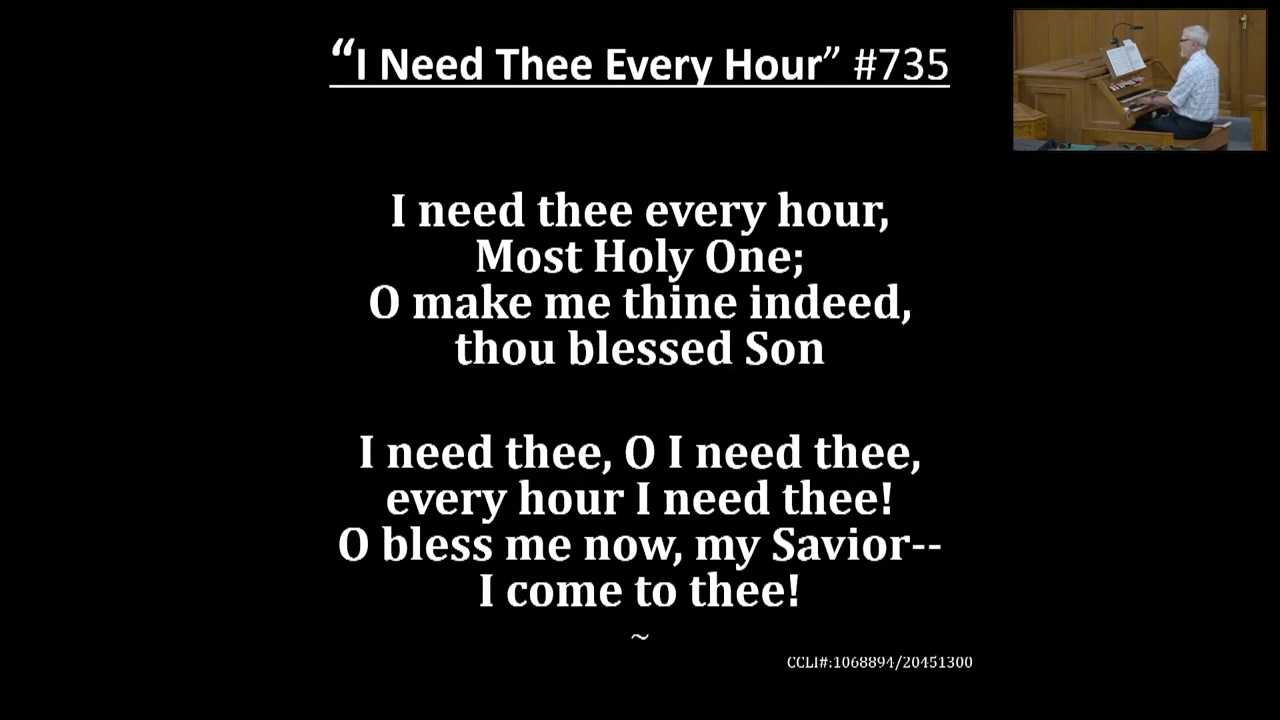 “I Need Thee Every Hour” #735
I need thee every hour,
Most Holy One;
O make me thine indeed,
thou blessed Son
I need thee, O I need thee,
every hour I need thee!
O bless me now, my Savior--
I come to thee!
~
CCLI#:1068894/20451300